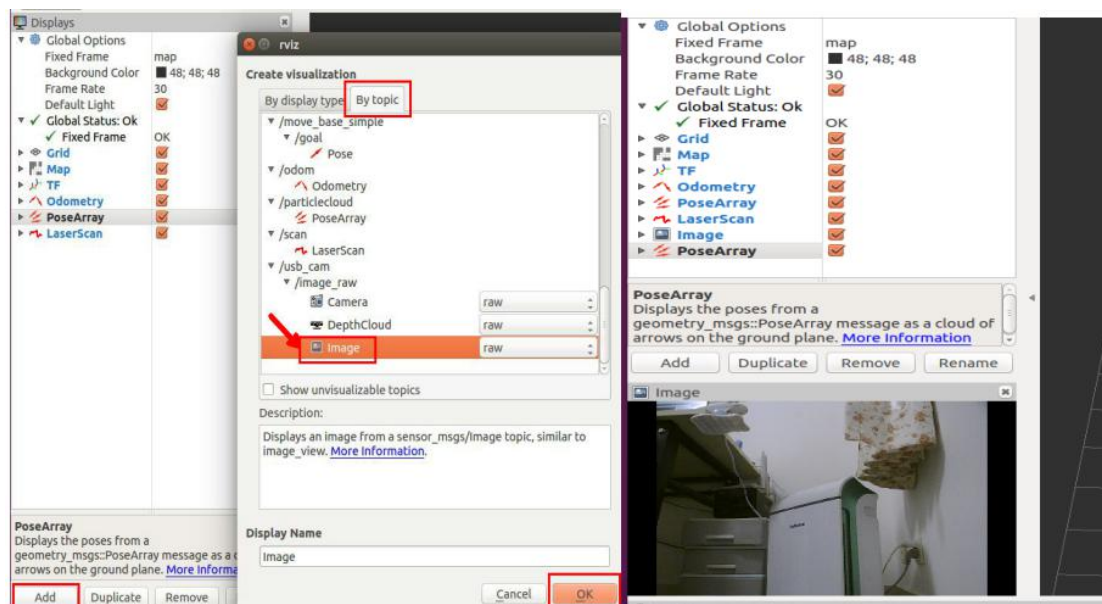 Displays
Global Options
Fixed Frame map
Background Color 48; 48; 48
Frame Rate 30
Default Light
Global Status: Ok
Fixed Frame OK
Grid
Map
TF
Odometry
PoseArray
LaserScan
PoseArray
Displays the poses from a
geometry_msgs::PoseArray message as a c
arrows on the ground plane. More Informa
Add Duplicate Remove
rviz
Create visualization
By display type By topic
/move_base_simple
/goal
Pose
/odom
Odometry
/particlecloud
PoseArray
/scan
LaserScan
/usb_cam
/image_raw
Camera raw
DepthCloud raw
Image raw
Show unvisualizable topics
Description:
Displays an image from a sensor_msgs/Image topic, similar to
image_view. More Information.
Display Name
Image
Cancel OK
Global Options
Fixed Frame map
Background Color 48; 48; 48
Frame Rate 30
Default Light
Global Status: Ok
Fixed Frame OK
Grid
Map
TF
Odometry
PoseArray
LaserScan
Image
PoseArray
PoseArray
Displays the poses from a
geometry_msgs::PoseArray message as a cloud of
arrows on the ground plane. More Information
Add Duplicate Remove Rename
Image